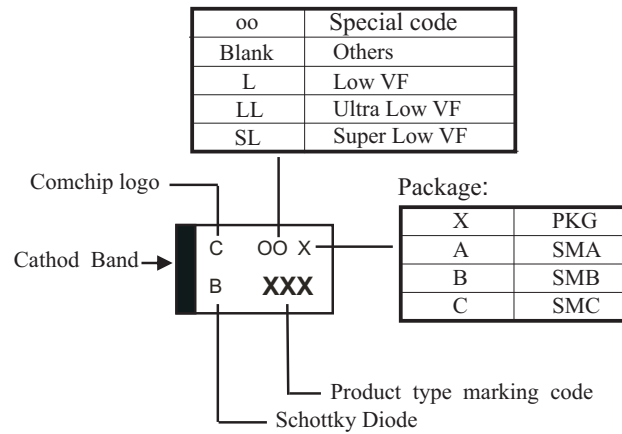 oo Special code
Blank Others
L Low VF
LL Ultra Low VF
SL Super Low VF
Comchip logo
Package:
X PKG
A SMA
B SMB
C SMC
Cathod Band
C OO X
B XXX
Product type marking code
Schottky Diode